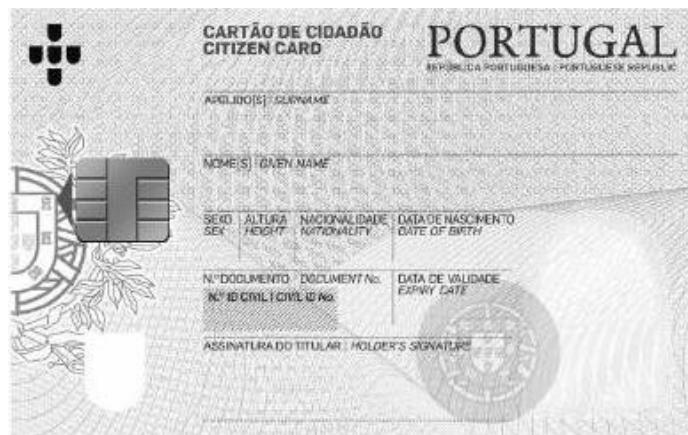 CARTÃO DE CIDADÃO
CITIZEN CARD
PORTUGAL
REPÚBLICA PORTUGUESA | PORTUGUESE REPUBLIC
APELIDO[S] | SURNAME
NOME[S] | GIVEN NAME
SEXO ALTURA NACIONALIDADE DATA DE NASCIMENTO
SEX HEIGHT NATIONALITY DATE OF BIRTH
N.º DOCUMENTO | DOCUMENT No. DATA DE VALIDADE
N.º ID CIVIL | CIVIL ID No. EXPIRY DATE
ASSINATURA DO TITULAR | HOLDER'S SIGNATURE